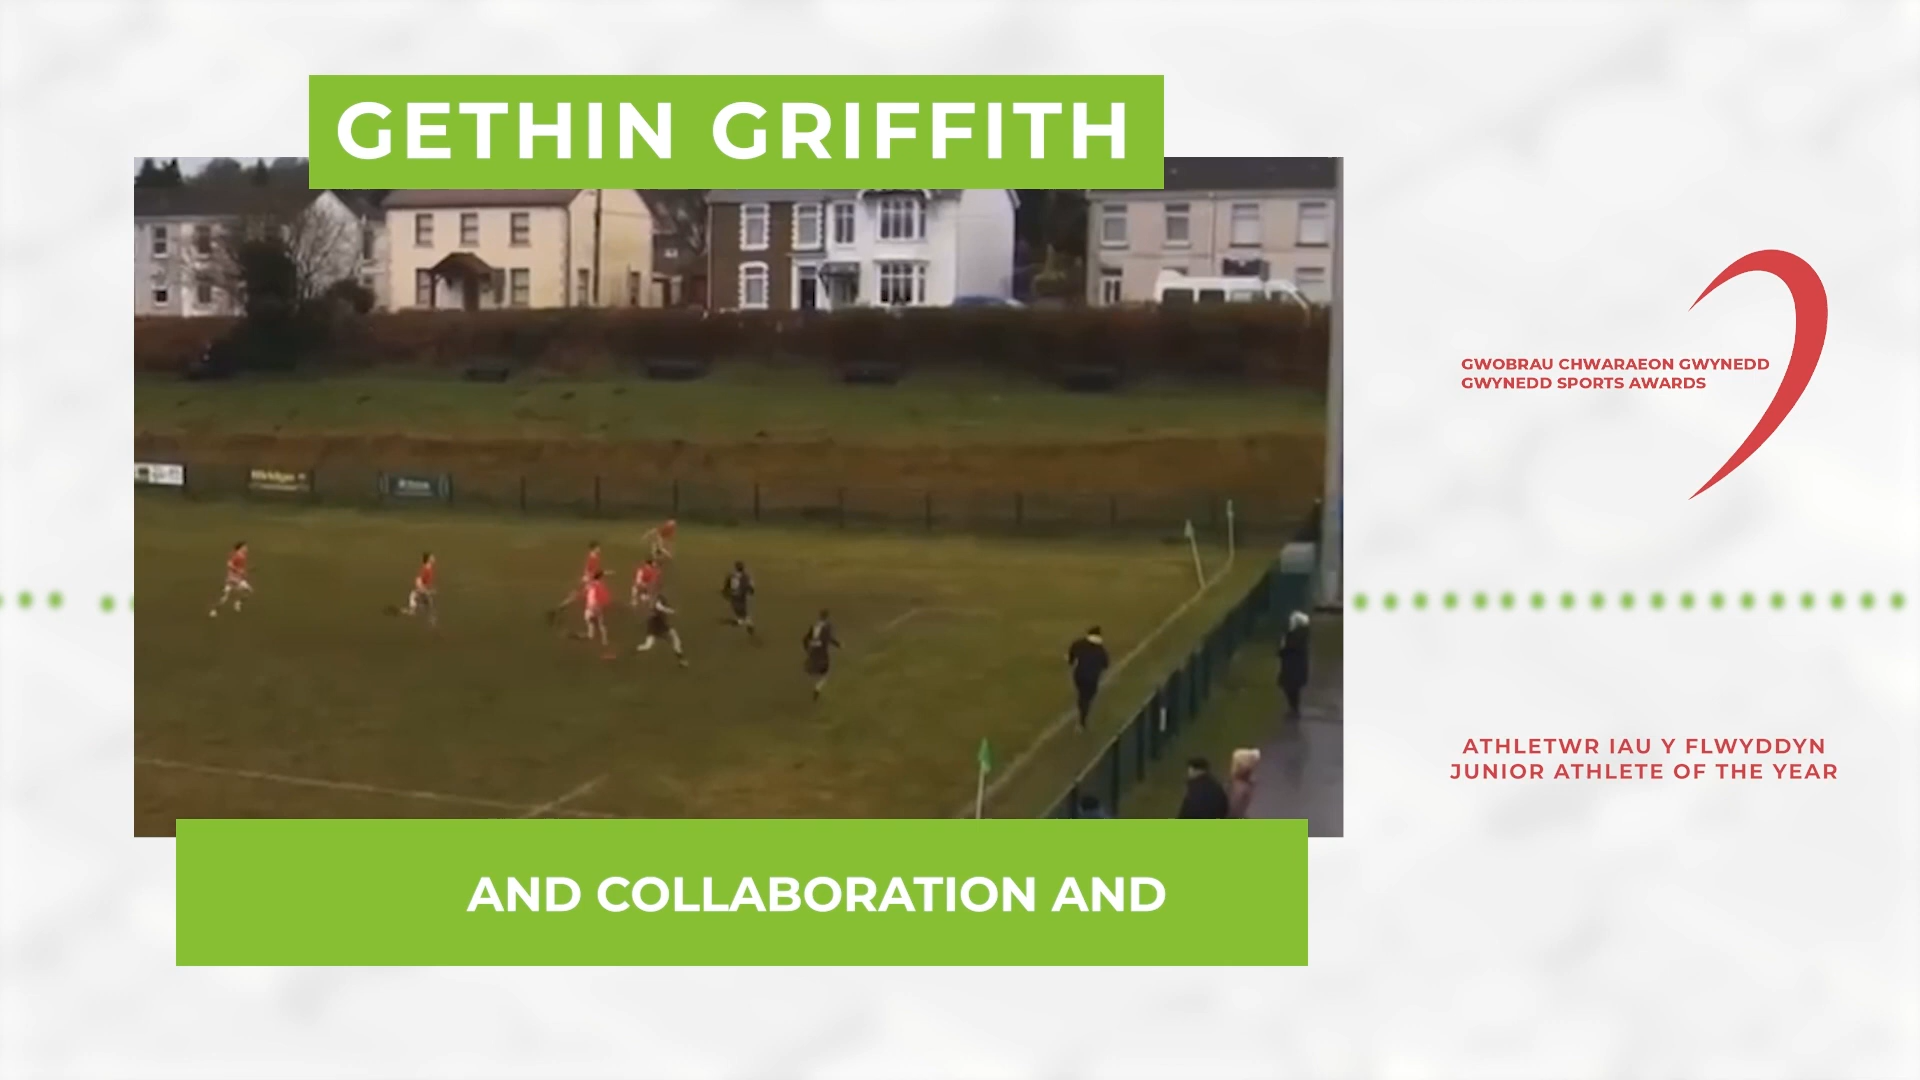 GETHIN GRIFFITH
GWOBRAU CHWARAEON GWYNEDD
GWYNEDD SPORTS AWARDS
ATHLETWR IAU Y FLWYDDYN
JUNIOR ATHLETE OF THE YEAR
AND COLLABORATION AND